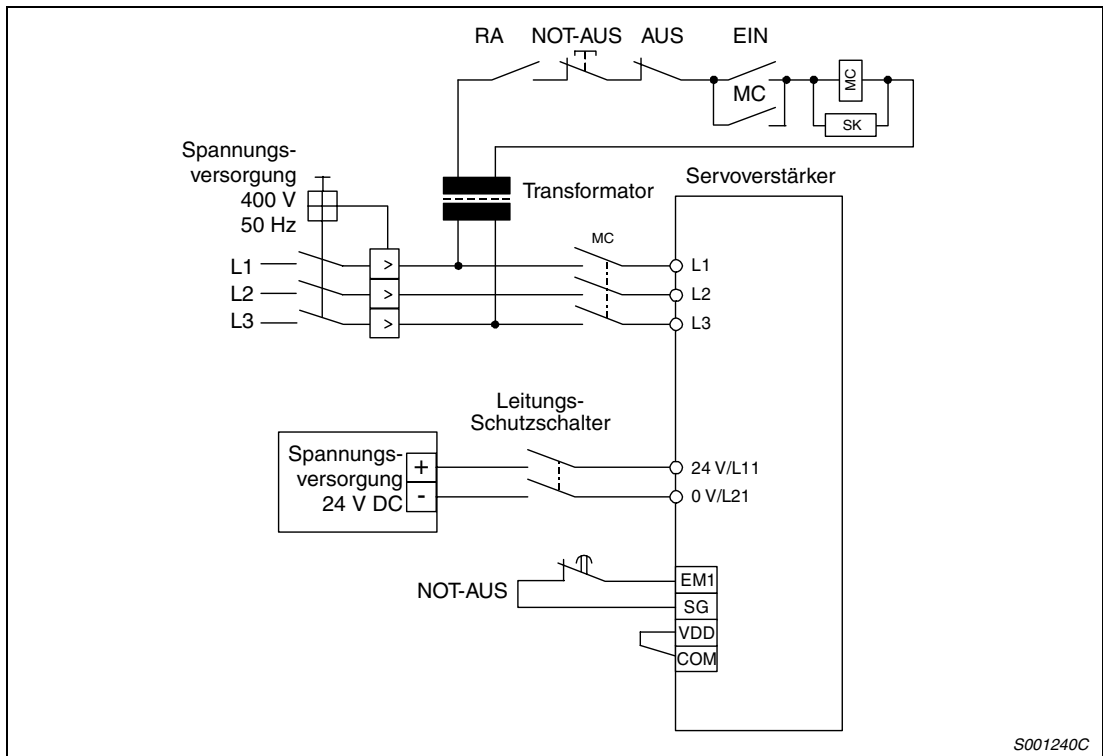 RA NOT-AUS AUS EIN
MC
MC
SK
Spannungs-
versorgung
400 V
50 Hz
Transformator
Servoverstärker
MC
L1 > L1
L2 > L2
L3 > L3
Leitungs-
Schutzschalter
Spannungs-
versorgung
24 V DC
+
-
24 V/L11
0 V/L21
NOT-AUS
EM1
SG
VDD
COM
S001240C